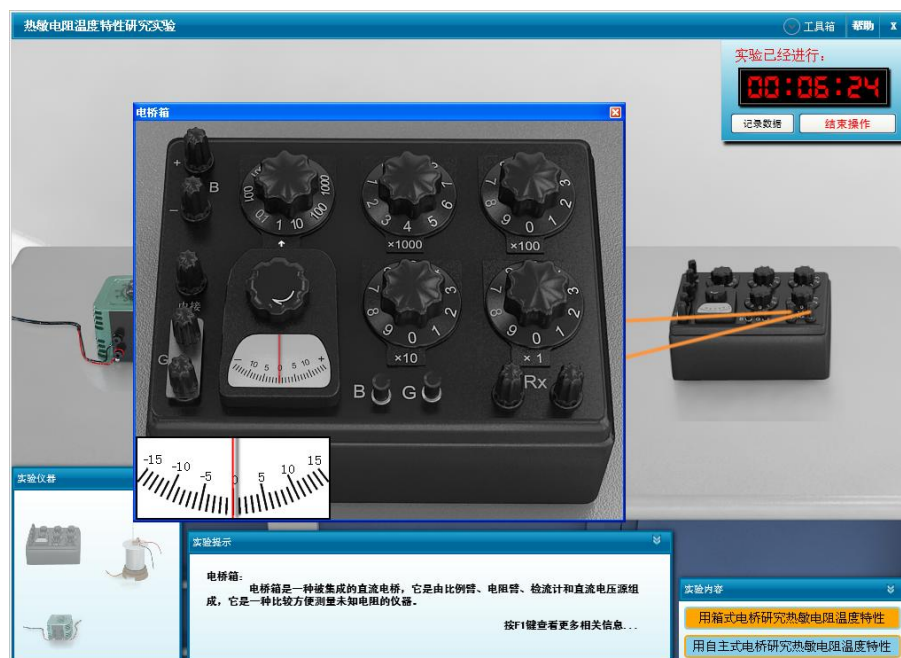 热敏电阻温度特性研究实验
工具箱 帮助 X
实验已经进行：
00:06:24
记录数据 结束操作
电桥箱
+
B
-
0.01 0.1 1 10 100 1000
×1000
×100
内接
G
×10
× 1
- 10 5 0 5 10 +
B G Rx
-15 -10 -5 0 5 10 15
实验仪器
实验提示
电桥箱：
电桥箱是一种被集成的直流电桥，它是由比例臂、电阻臂、检流计和直流电压源组
成，它是一种比较方便测量未知电阻的仪器。
按F1键查看更多相关信息...
实验内容
用箱式电桥研究热敏电阻温度特性
用自主式电桥研究热敏电阻温度特性